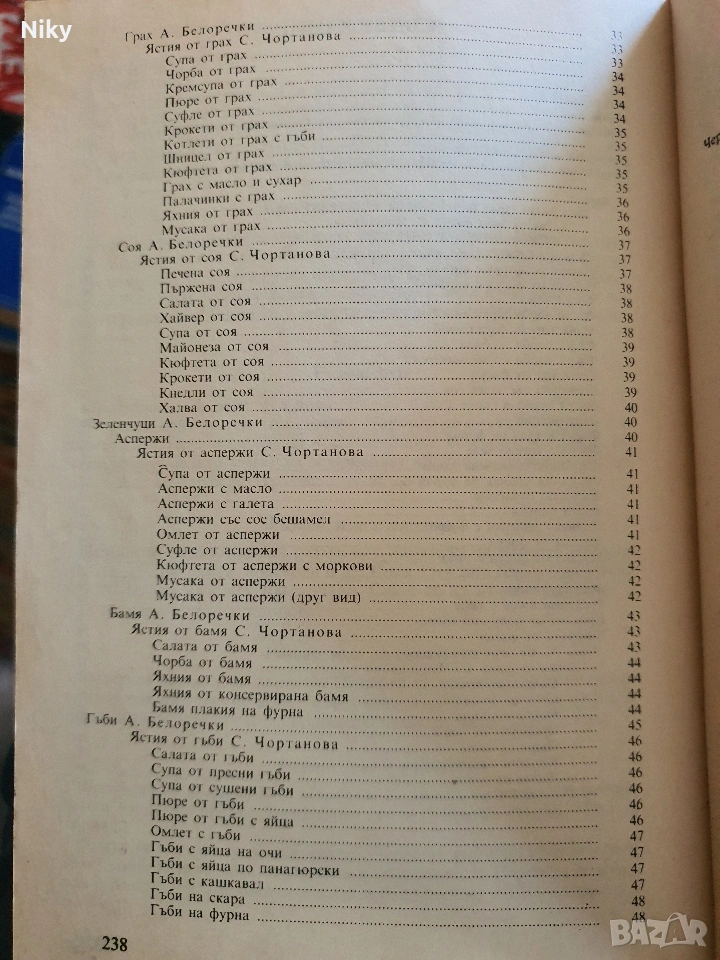 Niky
Грах А. Белоречки 33
Ястия от грах С. Чортанова 33
Супа от грах 33
Чорба от грах 34
Кремсупа от грах 34
Пюре от грах 34
Суфле от грах 34
Крокети от грах 35
Котлети от грах с гъби 35
Шницел от грах 35
Кюфтета от грах 35
Грах с масло и сухар 35
Палачинки с грах 36
Яхния от грах 36
Мусака от грах 36
Соя А. Белоречки 37
Ястия от соя С. Чортанова 37
Печена соя 37
Пържена соя 38
Салата от соя 38
Хайвер от соя 38
Супа от соя 38
Майонеза от соя 39
Кюфтета от соя 39
Крокети от соя 39
Кнедли от соя 39
Халва от соя 40
Зеленчуци А. Белоречки 40
Аспержи 40
Ястия от аспержи С. Чортанова 41
Супа от аспержи 41
Аспержи с масло 41
Аспержи с галета 41
Аспержи със сос бешамел 41
Омлет от аспержи 41
Суфле от аспержи 42
Кюфтета от аспержи с моркови 42
Мусака от аспержи 42
Мусака от аспержи (друг вид) 42
Бамя А. Белоречки 43
Ястия от бамя С. Чортанова 43
Салата от бамя 43
Чорба от бамя 44
Яхния от бамя 44
Яхния от консервирана бамя 44
Бамя плакия на фурна 44
Гъби А. Белоречки 45
Ястия от гъби С. Чортанова 46
Салата от гъби 46
Супа от пресни гъби 46
Супа от сушени гъби 46
Пюре от гъби 46
Пюре от гъби с яйца 46
Омлет с гъби 47
Гъби с яйца на очи 47
Гъби с яйца по панагюрски 47
Гъби с кашкавал 47
Гъби на скара 48
Гъби на фурна 48
238
BAZAR